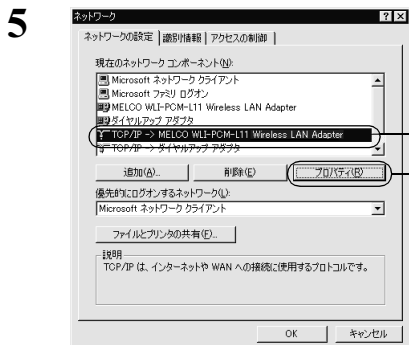 5
ネットワーク
ネットワークの設定 識別情報 アクセスの制御
現在のネットワーク コンポーネント(N):
Microsoft ネットワーク クライアント
Microsoft ファミリ ログオン
MELCO WLI-PCM-L11 Wireless LAN Adapter
ダイヤルアップ アダプタ
TCP/IP -> MELCO WLI-PCM-L11 Wireless LAN Adapter
TCP/IP -> ダイヤルアップ アダプタ
追加(A)... 削除(E) プロパティ(R)
優先的にログオンするネットワーク(L):
Microsoft ネットワーク クライアント
ファイルとプリンタの共有(F)...
説明
TCP/IP は、インターネットや WAN への接続に使用するプロトコルです。
OK キャンセル